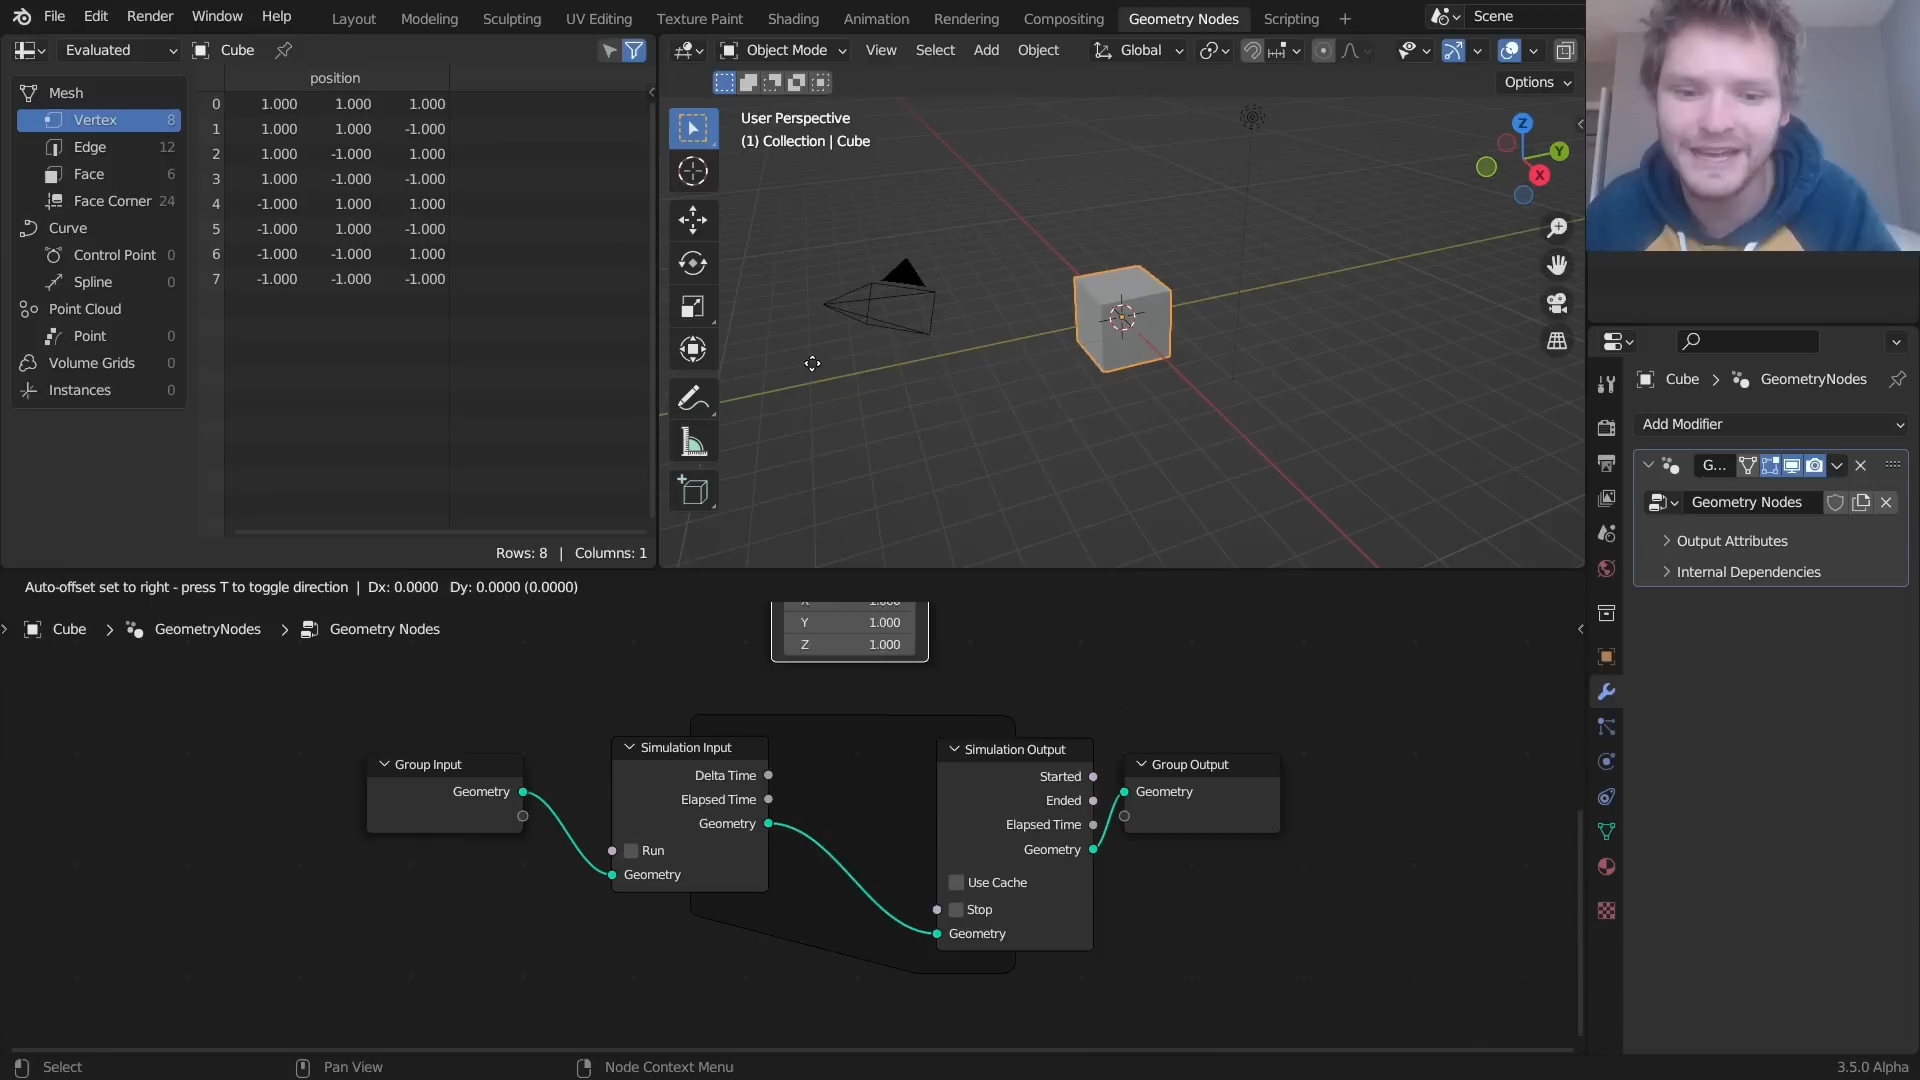 File Edit Render Window Help
Layout Modeling Sculpting UV Editing Texture Paint Shading Animation Rendering Compositing Geometry Nodes Scripting +
Scene
Evaluated Cube
Object Mode View Select Add Object Global
Options
position
Mesh
Vertex 8
Edge 12
Face 6
Face Corner 24
Curve
Control Point 0
Spline 0
Point Cloud
Point 0
Volume Grids 0
Instances 0
0 1.000 1.000 1.000
1 1.000 1.000 -1.000
2 1.000 -1.000 1.000
3 1.000 -1.000 -1.000
4 -1.000 1.000 1.000
5 -1.000 1.000 -1.000
6 -1.000 -1.000 1.000
7 -1.000 -1.000 -1.000
Rows: 8 | Columns: 1
User Perspective
(1) Collection | Cube
Z
Y
X
Cube > GeometryNodes
Add Modifier
G...
Geometry Nodes
Output Attributes
Internal Dependencies
Auto-offset set to right - press T to toggle direction | Dx: 0.0000 Dy: 0.0000 (0.0000)
Cube > GeometryNodes > Geometry Nodes
Y 1.000
Z 1.000
Group Input
Geometry
Simulation Input
Delta Time
Elapsed Time
Geometry
Run
Geometry
Simulation Output
Started
Ended
Elapsed Time
Geometry
Use Cache
Stop
Geometry
Group Output
Geometry
Select Pan View Node Context Menu
3.5.0 Alpha